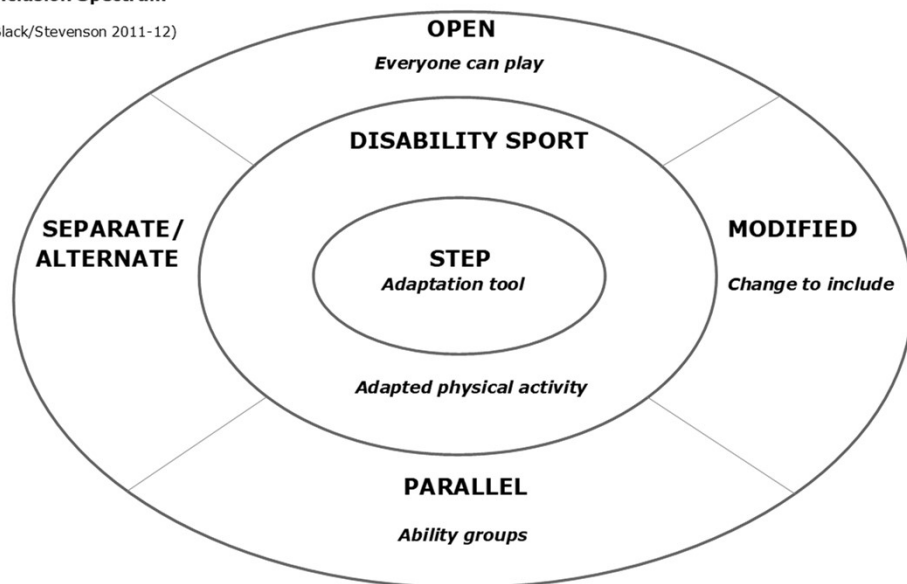 Spectrum
Black/Stevenson 2011-12)
OPEN
Everyone can play
DISABILITY SPORT
SEPARATE/
ALTERNATE
STEP
Adaptation tool
MODIFIED
Change to include
Adapted physical activity
PARALLEL
Ability groups